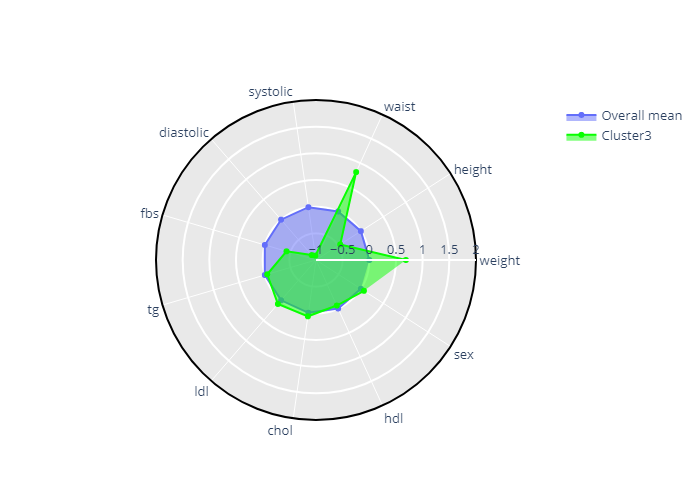 systolic
waist
Overall mean
diastolic
Cluster3
height
fbs
−1 −0.5 0 0.5 1 1.5 2
weight
tg
sex
ldl
hdl
chol